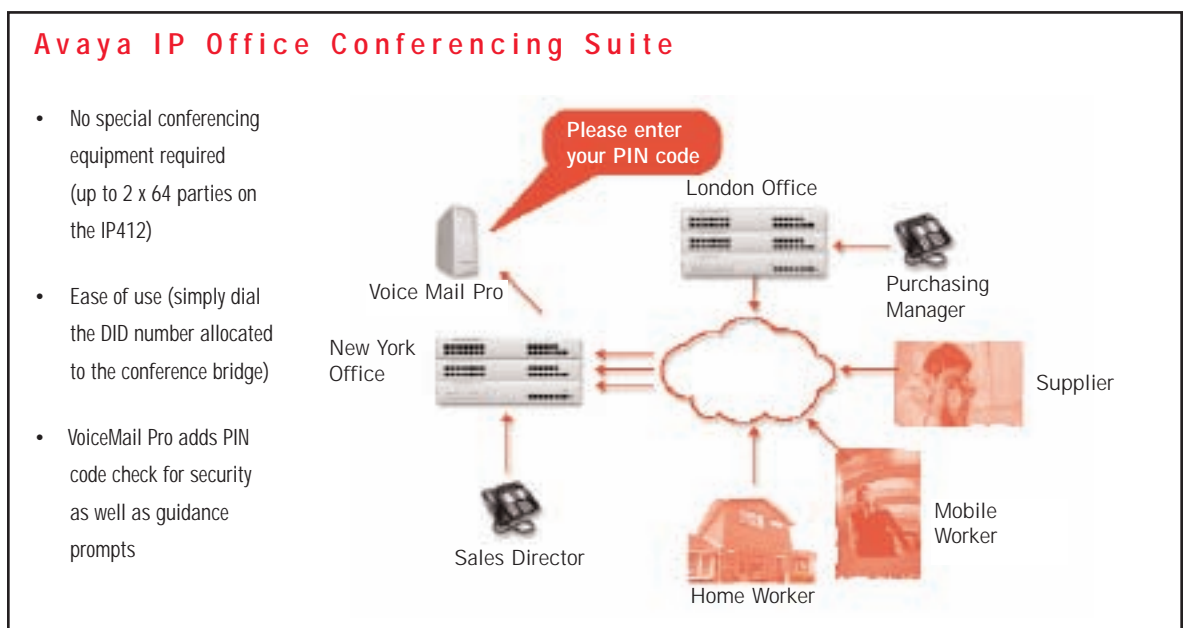 Avaya IP Office Conferencing Suite
• No special conferencing
equipment required
(up to 2 x 64 parties on
the IP412)
• Ease of use (simply dial
the DID number allocated
to the conference bridge)
• VoiceMail Pro adds PIN
code check for security
as well as guidance
prompts
Please enter
your PIN code
London Office
Voice Mail Pro
Purchasing
Manager
New York
Office
Supplier
Mobile
Worker
Sales Director
Home Worker